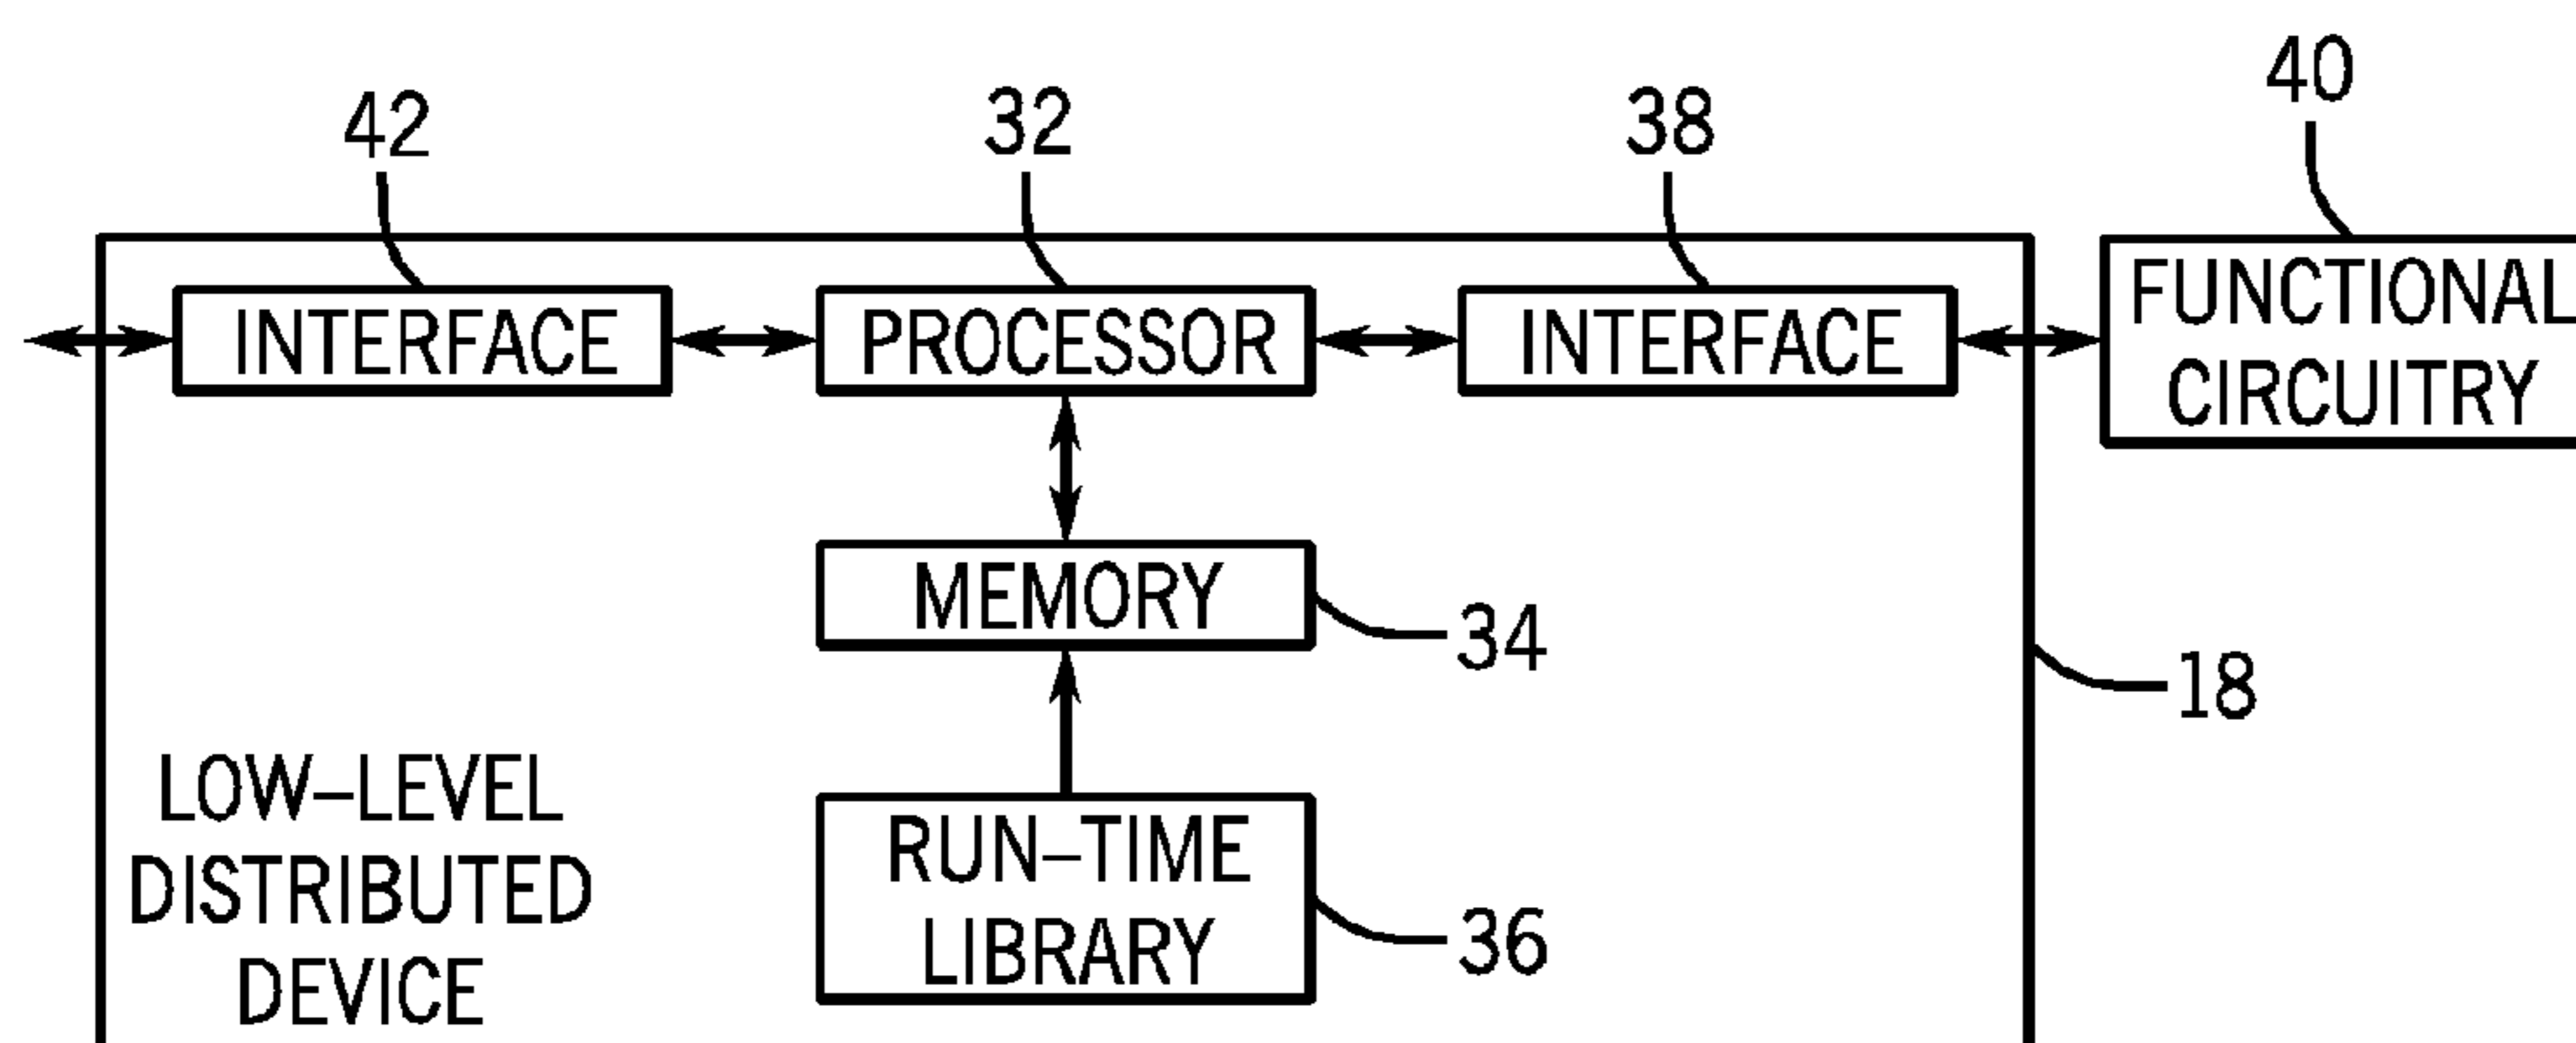 40
42
32
38
INTERFACE
PROCESSOR
INTERFACE
FUNCTIONAL
CIRCUITRY
MEMORY
34
18
RUN–TIME
LIBRARY
36
LOW–LEVEL
DISTRIBUTED
DEVICE